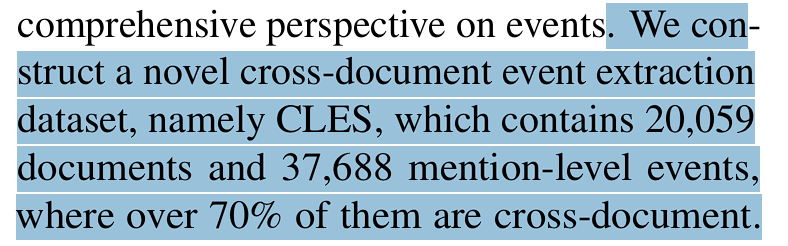 comprehensive perspective on events. We con-
struct a novel cross-document event extraction
dataset, namely CLES, which contains 20,059
documents and 37,688 mention-level events,
where over 70% of them are cross-document.